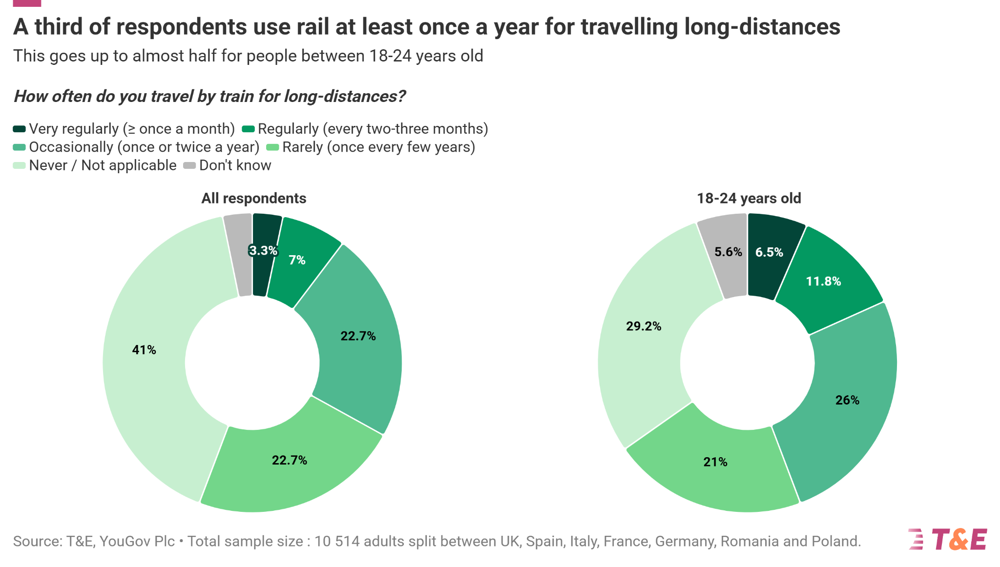 A third of respondents use rail at least once a year for travelling long-distances
This goes up to almost half for people between 18-24 years old
How often do you travel by train for long-distances?
Very regularly (≥ once a month) Regularly (every two-three months)
Occasionally (once or twice a year) Rarely (once every few years)
Never / Not applicable Don't know
All respondents
3.3%
7%
22.7%
41%
22.7%
18-24 years old
5.6%
6.5%
11.8%
29.2%
26%
21%
Source: T&E, YouGov Plc • Total sample size : 10 514 adults split between UK, Spain, Italy, France, Germany, Romania and Poland.
T&E